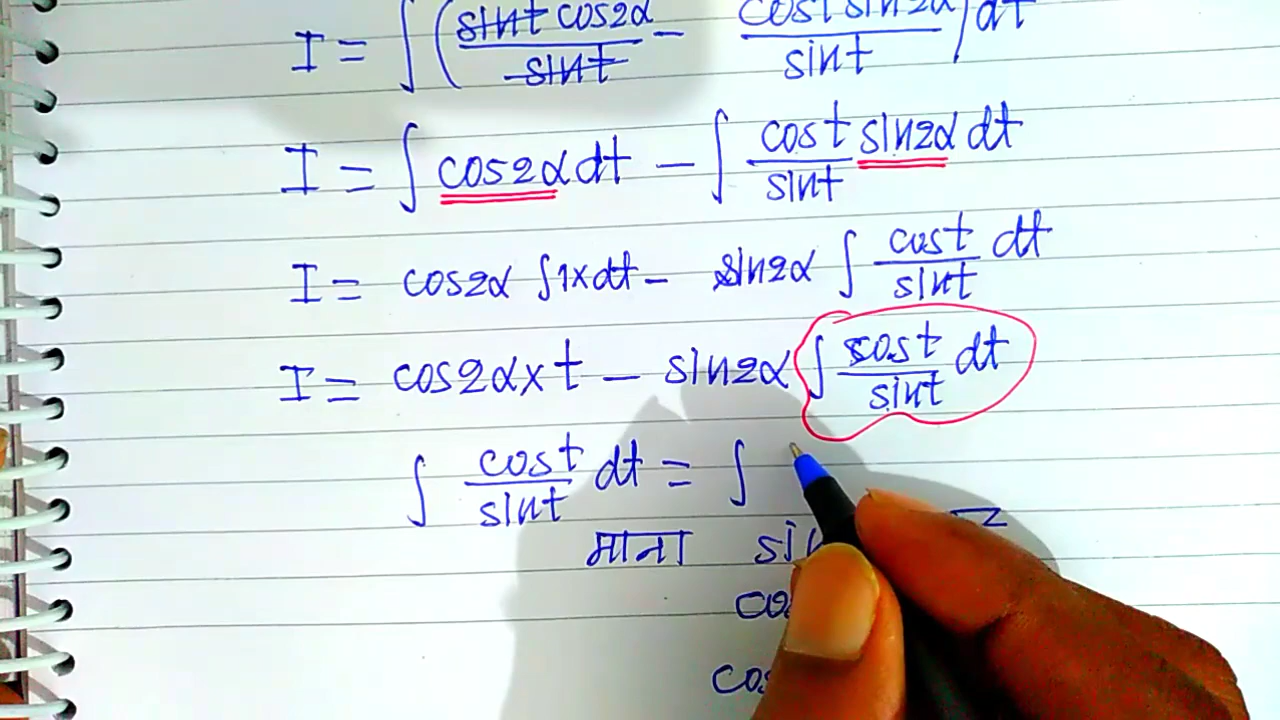 I = ∫ (sint cos2α / sint − cost sin2α / sint) dt
I = ∫ cos2α dt − ∫ cost / sint sin2α dt
I = cos2α ∫1×dt − sin2α ∫ cost / sint dt
I = cos2α × t − sin2α ∫ cost / sint dt
∫ cost / sint dt = ∫
माना